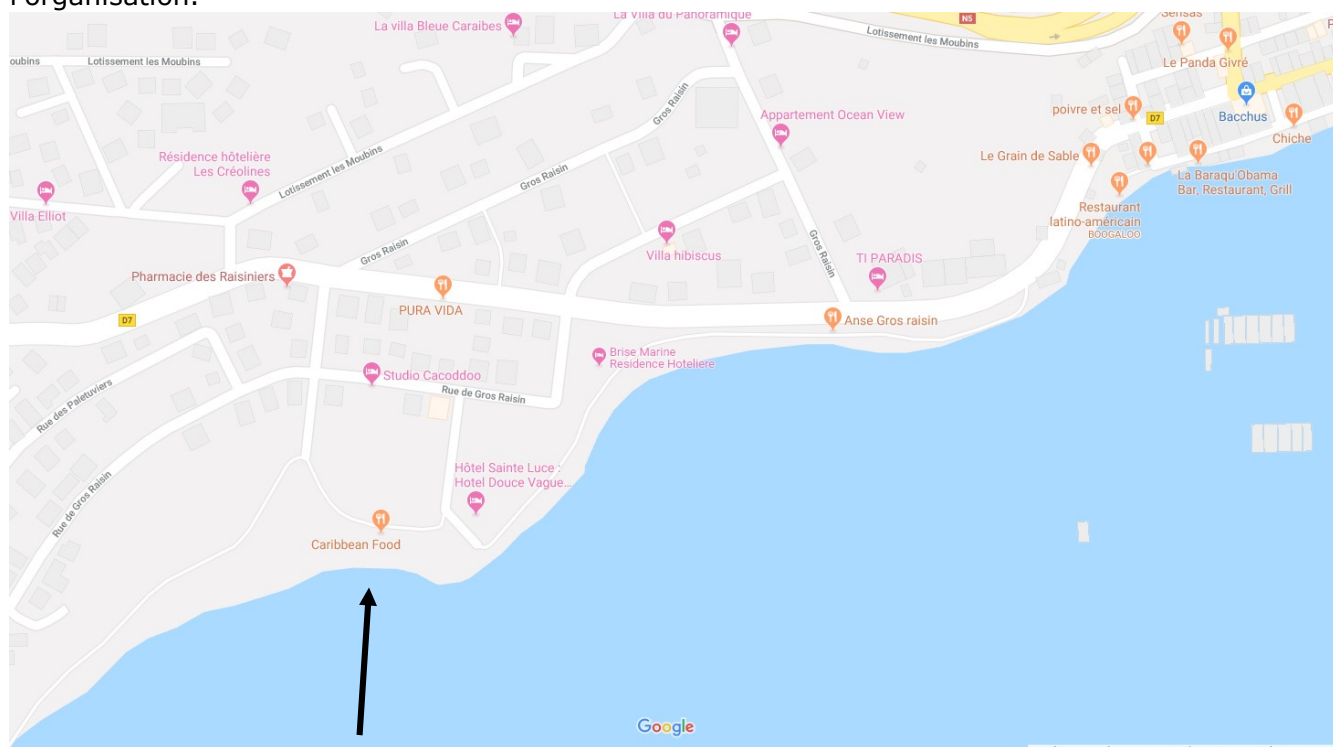 l'organisation.
La villa Bleue Caraibes
La Villa du Panoramique
N5
Lotissement les Moubins
Sensas
Le Panda Givré
oubins
Lotissement les Moubins
poivre et sel
D7
Bacchus
Chiche
Gros Raisin
Appartement Ocean View
Résidence hôtelière
Les Créolines
Lotissement les Moubins
Gros Raisin
Le Grain de Sable
La Baraqu'Obama
Bar, Restaurant, Grill
Villa Elliot
Restaurant
latino-américain
BOOGALOO
Gros Raisin
Villa hibiscus
Gros Raisin
TI PARADIS
Pharmacie des Raisiniers
PURA VIDA
D7
Anse Gros raisin
Brise Marine
Residence Hoteliere
Studio Cacoddoo
Rue de Gros Raisin
Rue des Paletuviers
Hôtel Sainte Luce :
Hotel Douce Vague...
Rue de Gros Raisin
Caribbean Food
Google